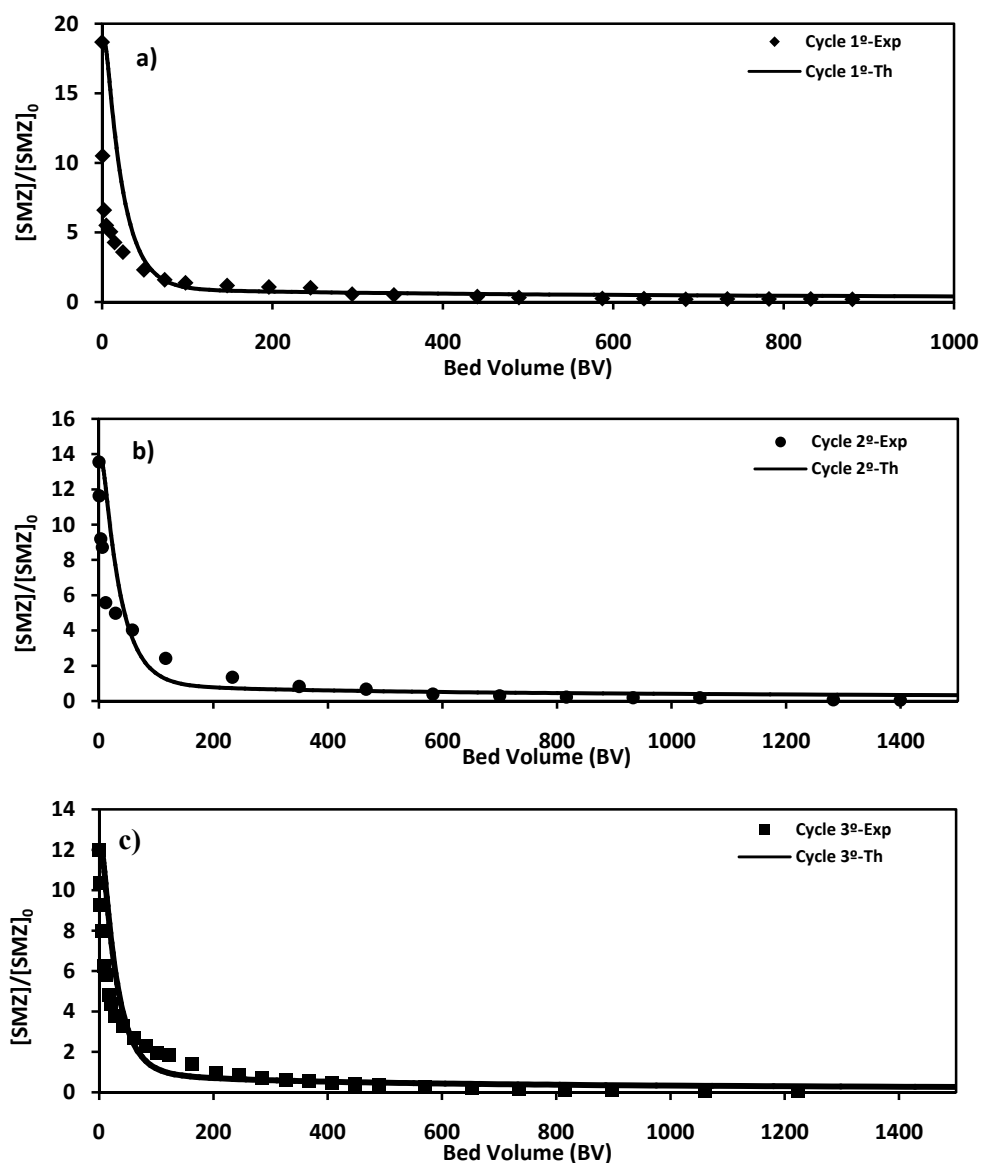 20
a)
Cycle 1º-Exp
Cycle 1º-Th
15
10
5
0
[SMZ]/[SMZ]₀
0 200 400 600 800 1000
Bed Volume (BV)
16
b)
Cycle 2º-Exp
Cycle 2º-Th
14
12
10
8
6
4
2
0
[SMZ]/[SMZ]₀
0 200 400 600 800 1000 1200 1400
Bed Volume (BV)
14
c)
Cycle 3º-Exp
Cycle 3º-Th
12
10
8
6
4
2
0
[SMZ]/[SMZ]₀
0 200 400 600 800 1000 1200 1400
Bed Volume (BV)